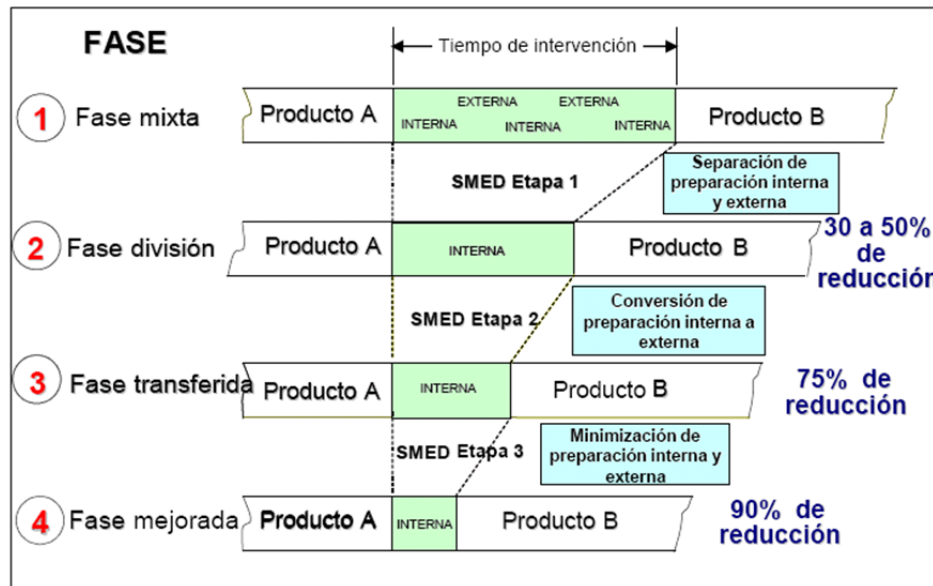 FASE
Tiempo de intervención
1 Fase mixta
Producto A
EXTERNA EXTERNA
INTERNA INTERNA INTERNA
Producto B
SMED Etapa 1
Separación de
preparación interna
y externa
2 Fase división
Producto A
INTERNA
Producto B
30 a 50%
de
reducción
SMED Etapa 2
Conversión de
preparación interna a
externa
3 Fase transferida
Producto A
INTERNA
Producto B
75% de
reducción
SMED Etapa 3
Minimización de
preparación interna y
externa
4 Fase mejorada
Producto A
INTERNA
Producto B
90% de
reducción